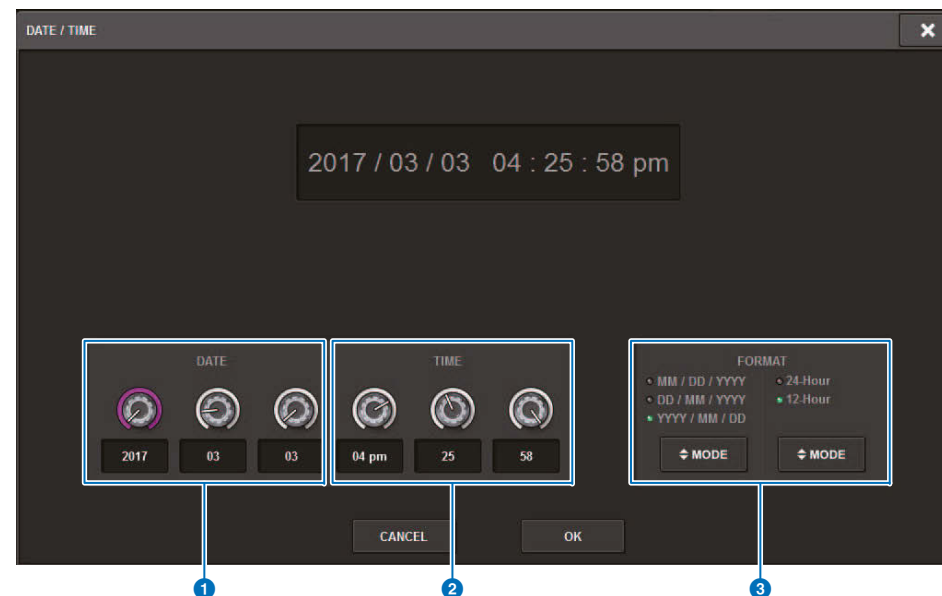 DATE / TIME
2017 / 03 / 03 04 : 25 : 58 pm
DATE
2017 03 03
TIME
04 pm 25 58
FORMAT
MM / DD / YYYY
DD / MM / YYYY
YYYY / MM / DD
24-Hour
12-Hour
MODE
MODE
CANCEL
OK
1
2
3